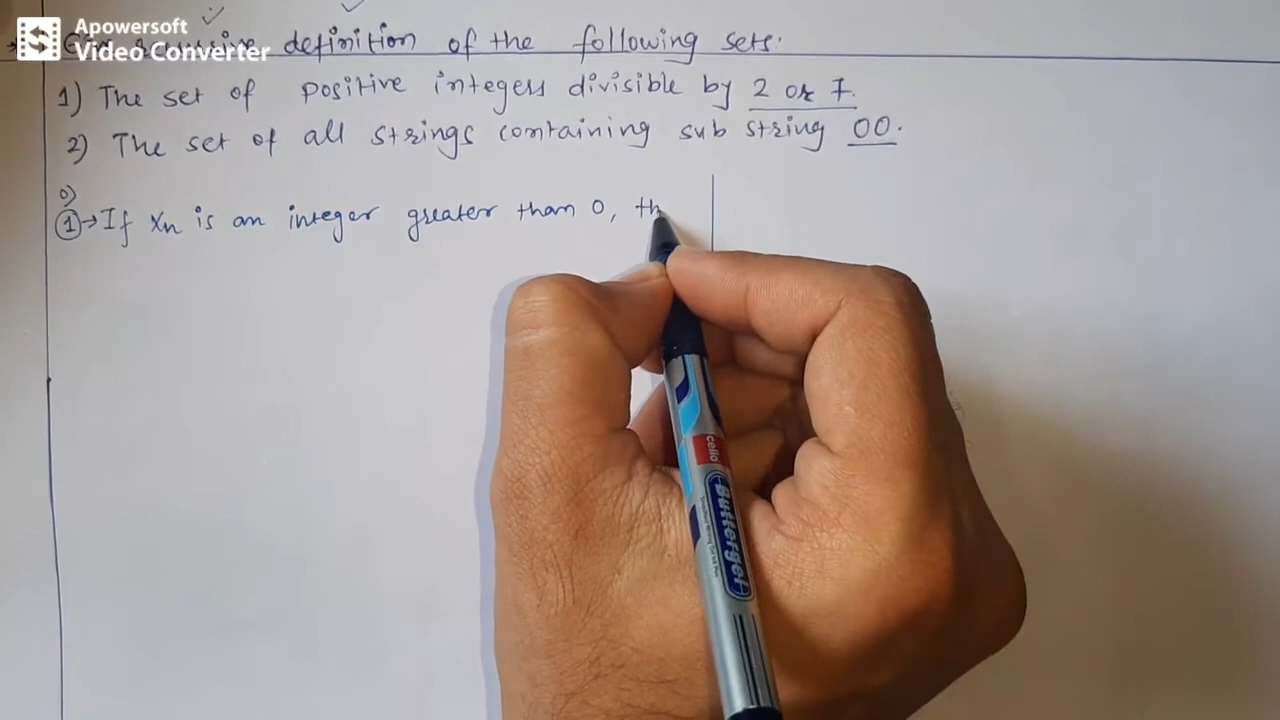 Apowersoft
Video Converter
definition of the following sets:
1) The set of positive integers divisible by 2 or 7.
2) The set of all strings containing sub string 00.
1 → If Xn is an integer greater than 0, th
cello
Buttergel